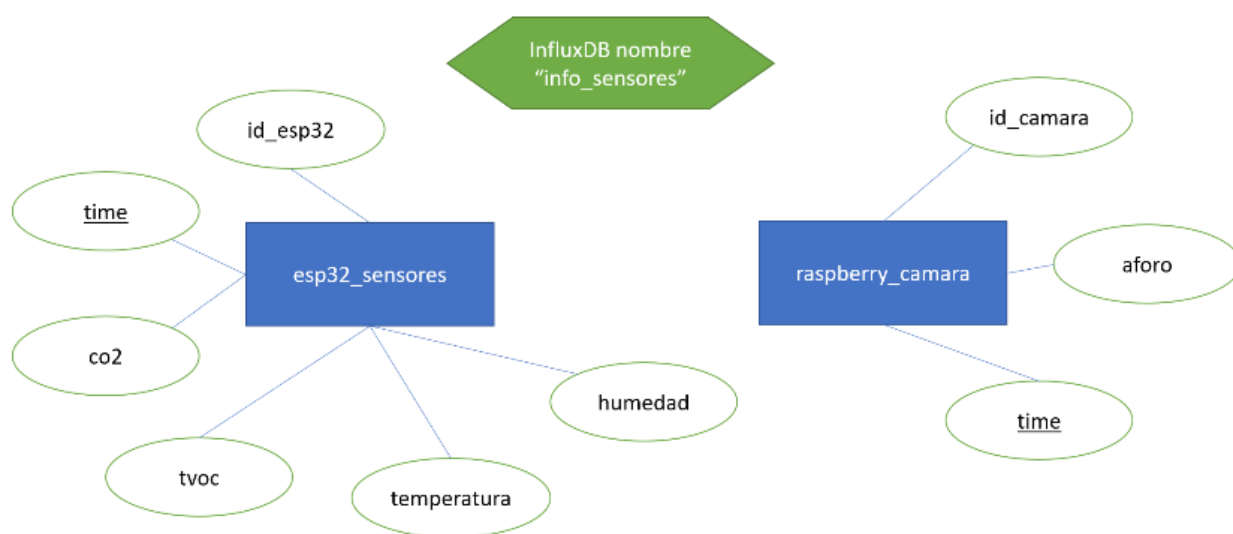 InfluxDB nombre
“info_sensores”
id_esp32
time
esp32_sensores
co2
tvoc
temperatura
humedad
id_camara
raspberry_camara
aforo
time